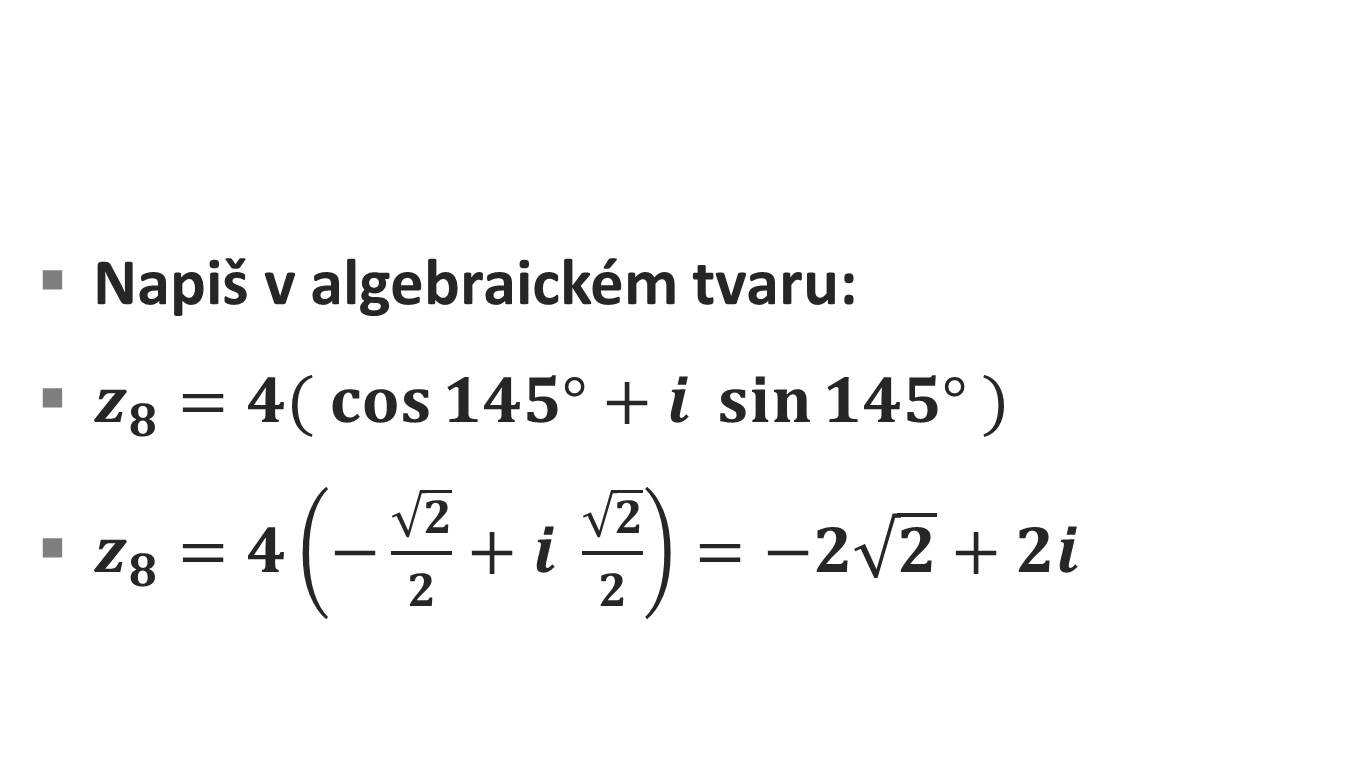 ▪ Napiš v algebraickém tvaru:
▪ z₈ = 4( cos 145° + i sin 145° )
▪ z₈ = 4(−√2/2 + i √2/2) = −2√2 + 2i